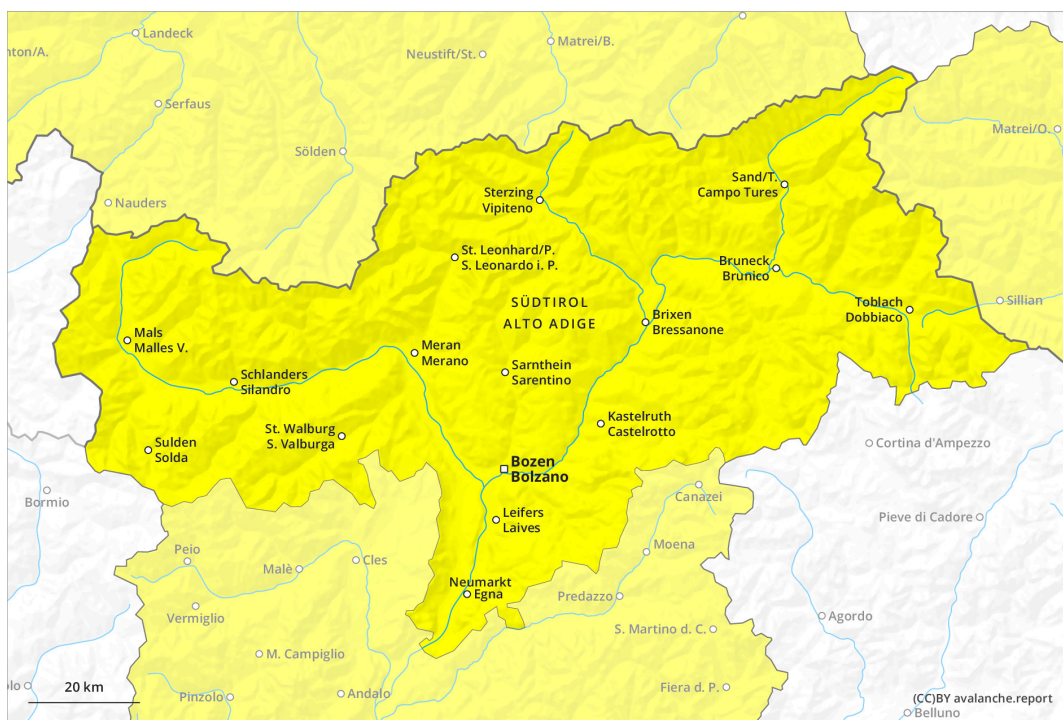 Landeck
nton/A.
Neustift/St.
Matrei/B.
Serfaus
Matrei/O.
Sölden
Sand/T.
Campo Tures
Sterzing
Vipiteno
Nauders
St. Leonhard/P.
S. Leonardo i. P.
Bruneck
Brunico
SÜDTIROL
ALTO ADIGE
Toblach
Dobbiaco
Sillian
Brixen
Bressanone
Mals
Malles V.
Meran
Merano
Sarnthein
Sarentino
Schlanders
Silandro
Kastelruth
Castelrotto
St. Walburg
S. Valburga
Sulden
Solda
Cortina d'Ampezzo
Bozen
Bolzano
Bormio
Canazei
Leifers
Laives
Pieve di Cadore
Peio
Moena
Cles
Malè
Neumarkt
Egna
Predazzo
Vermiglio
Agordo
S. Martino d. C.
M. Campiglio
olo
20 km
Pinzolo
Andalo
Fiera d. P.
(CC)BY avalanche.report
Belluno